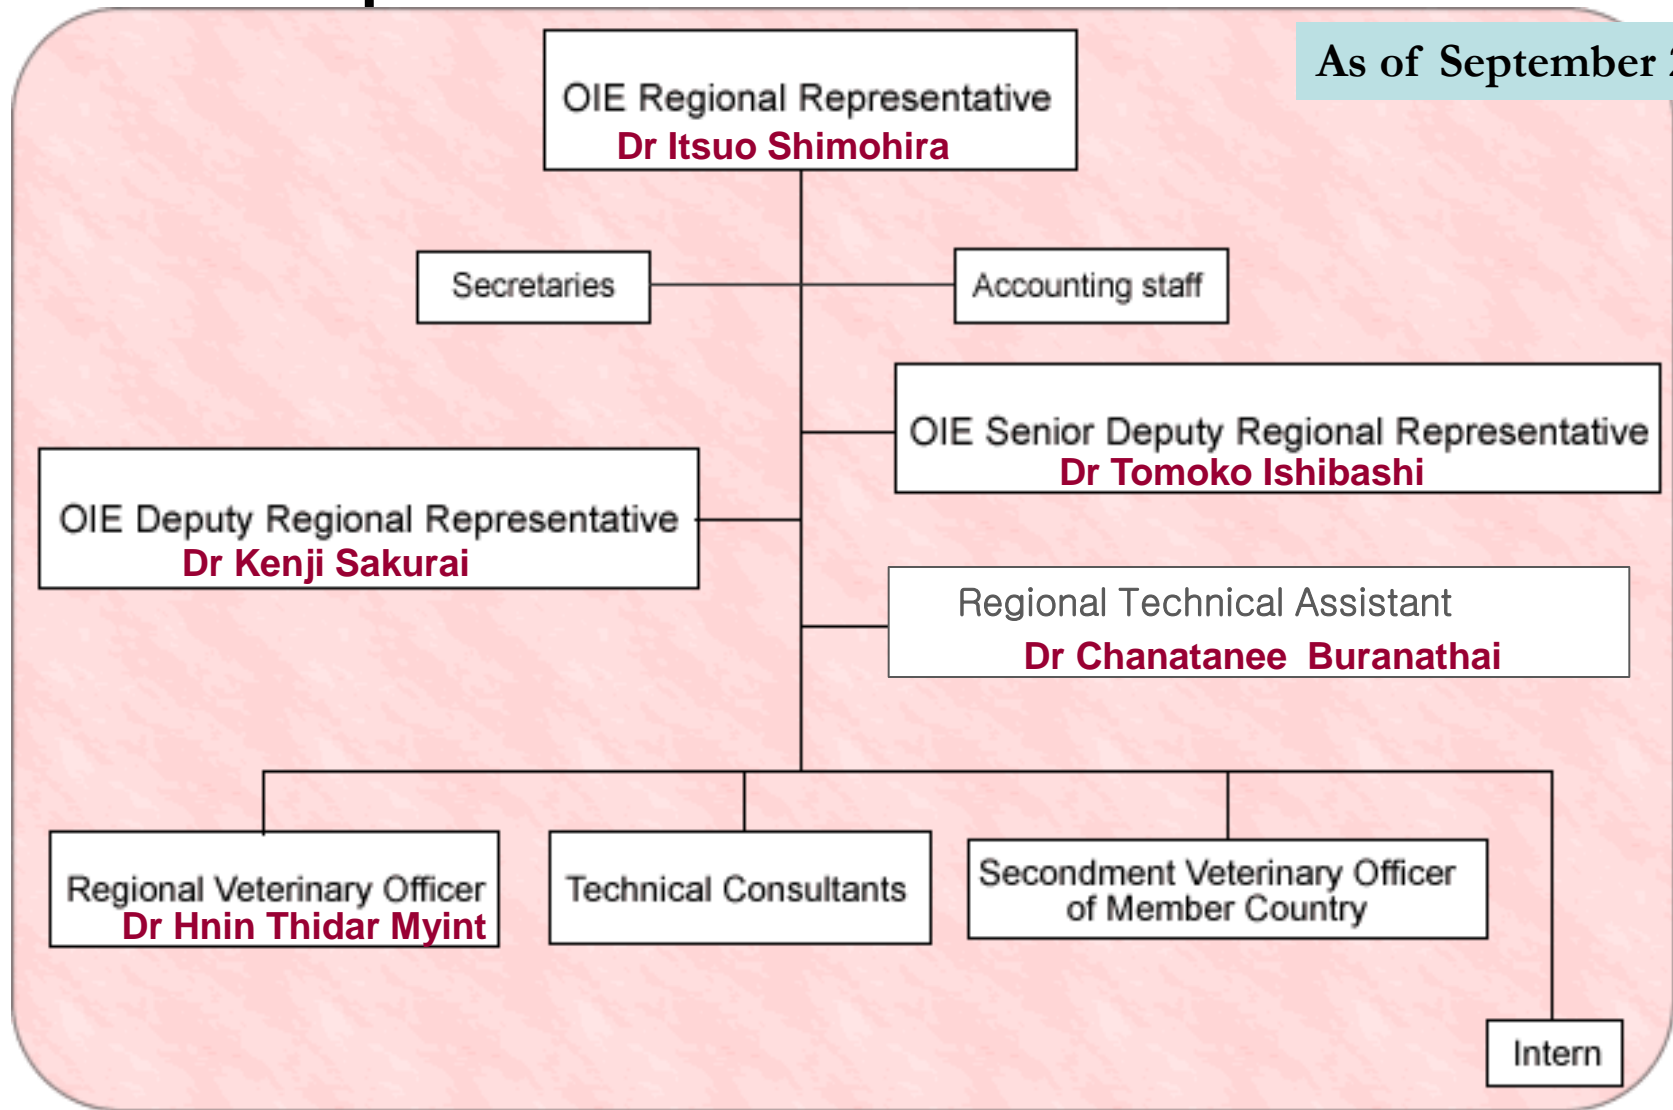 As of September
OIE Regional Representative
Dr Itsuo Shimohira
Secretaries
Accounting staff
OIE Senior Deputy Regional Representative
Dr Tomoko Ishibashi
OIE Deputy Regional Representative
Dr Kenji Sakurai
Regional Technical Assistant
Dr Chanatanee Buranathai
Regional Veterinary Officer
Dr Hnin Thidar Myint
Technical Consultants
Secondment Veterinary Officer
of Member Country
Intern